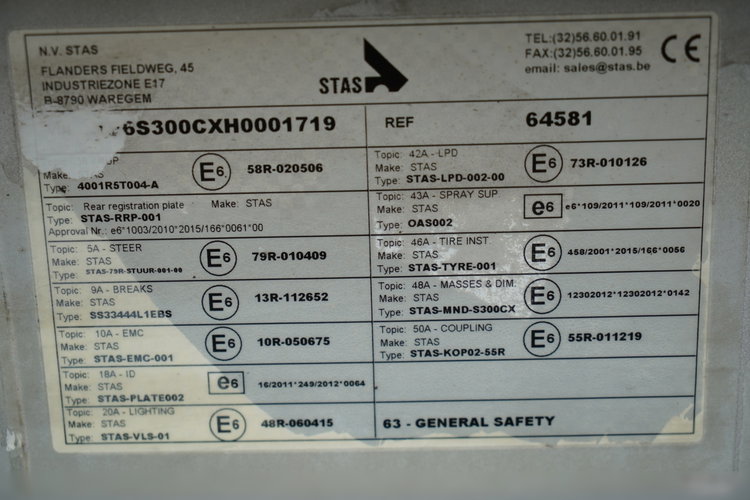 N.V. STAS
FLANDERS FIELDWEG, 45
INDUSTRIEZONE E17
B-8790 WAREGEM
STAS
TEL:(32)56.60.01.91
FAX:(32)56.60.01.95
email: sales@stas.be
CE
6S300CXH0001719
REF 64581
Make: STAS
Type: 4001R5T004-A
E6 58R-020506
Topic: Rear registration plate Make: STAS
Type: STAS-RRP-001
Approval Nr.: e6*1003/2010*2015/166*0061*00
Topic: 5A - STEER
Make: STAS
Type: STAS-79R-STUUR-001-00
E6 79R-010409
Topic: 9A - BREAKS
Make: STAS
Type: SS33444L1EBS
E6 13R-112652
Topic: 10A - EMC
Make: STAS
Type: STAS-EMC-001
E6 10R-050675
Topic: 18A - ID
Make: STAS
Type: STAS-PLATE002
e6 16/2011*249/2012*0064
Topic: 20A - LIGHTING
Make: STAS
Type: STAS-VLS-01
E6 48R-060415
Topic: 42A - LPD
Make: STAS
Type: STAS-LPD-002-00
E6 73R-010126
Topic: 43A - SPRAY SUP
Make: STAS
Type: OAS002
e6 e6*109/2011*109/2011*0020
Topic: 46A - TIRE INST
Make: STAS
Type: STAS-TYRE-001
E6 458/2001*2015/166*0056
Topic: 48A - MASSES & DIM.
Make: STAS
Type: STAS-MND-S300CX
E6 12302012*12302012*0142
Topic: 50A - COUPLING
Make: STAS
Type: STAS-KOP02-55R
E6 55R-011219
63 - GENERAL SAFETY